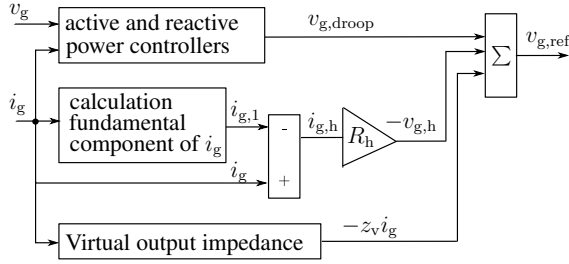 v_g
active and reactive
power controllers
v_g,droop
v_g,ref
Σ
i_g
calculation
fundamental
component of i_g
i_g,1
i_g
-
+
i_g,h
R_h
−v_g,h
Virtual output impedance
−z_v i_g